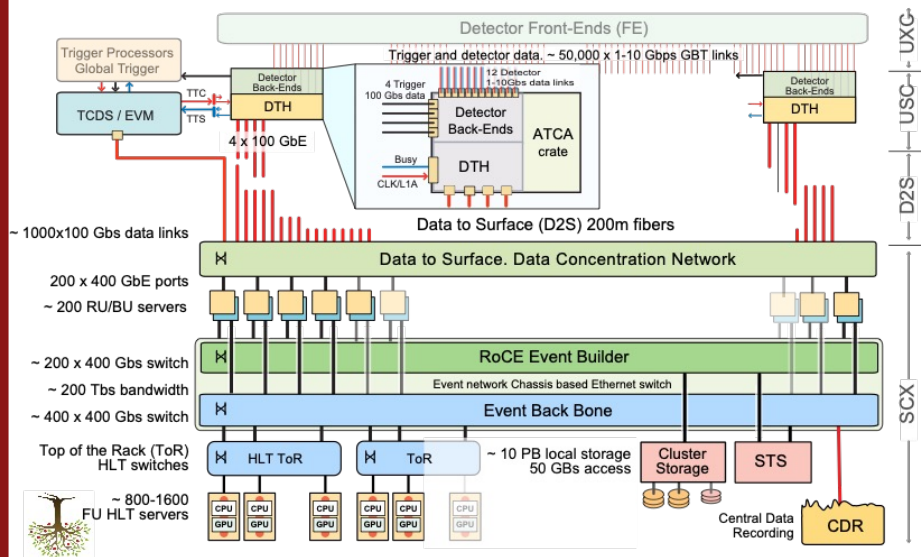 Detector Front-Ends (FE)
Trigger and detector data. ~ 50,000 x 1-10 Gbps GBT links
Trigger Processors
Global Trigger
TCDS / EVM
TTC
TTS
Detector
Back-Ends
DTH
4 x 100 GbE
4 Trigger
100 Gbs data
12 Detector
1-10Gbs data links
Detector
Back-Ends
DTH
ATCA
crate
Busy
CLK/L1A
Detector
Back-Ends
DTH
UXC
USC
D2S
SCX
Data to Surface (D2S) 200m fibers
~ 1000x100 Gbs data links
Data to Surface. Data Concentration Network
200 x 400 GbE ports
~ 200 RU/BU servers
~ 200 x 400 Gbs switch
RoCE Event Builder
~ 200 Tbs bandwidth
Event network Chassis based Ethernet switch
~ 400 x 400 Gbs switch
Event Back Bone
Top of the Rack (ToR)
HLT switches
HLT ToR
ToR
~ 10 PB local storage
50 GBs access
Cluster
Storage
STS
~ 800-1600
FU HLT servers
CPU
GPU
CPU
GPU
CPU
GPU
CPU
GPU
CPU
GPU
CPU
GPU
Central Data
Recording
CDR